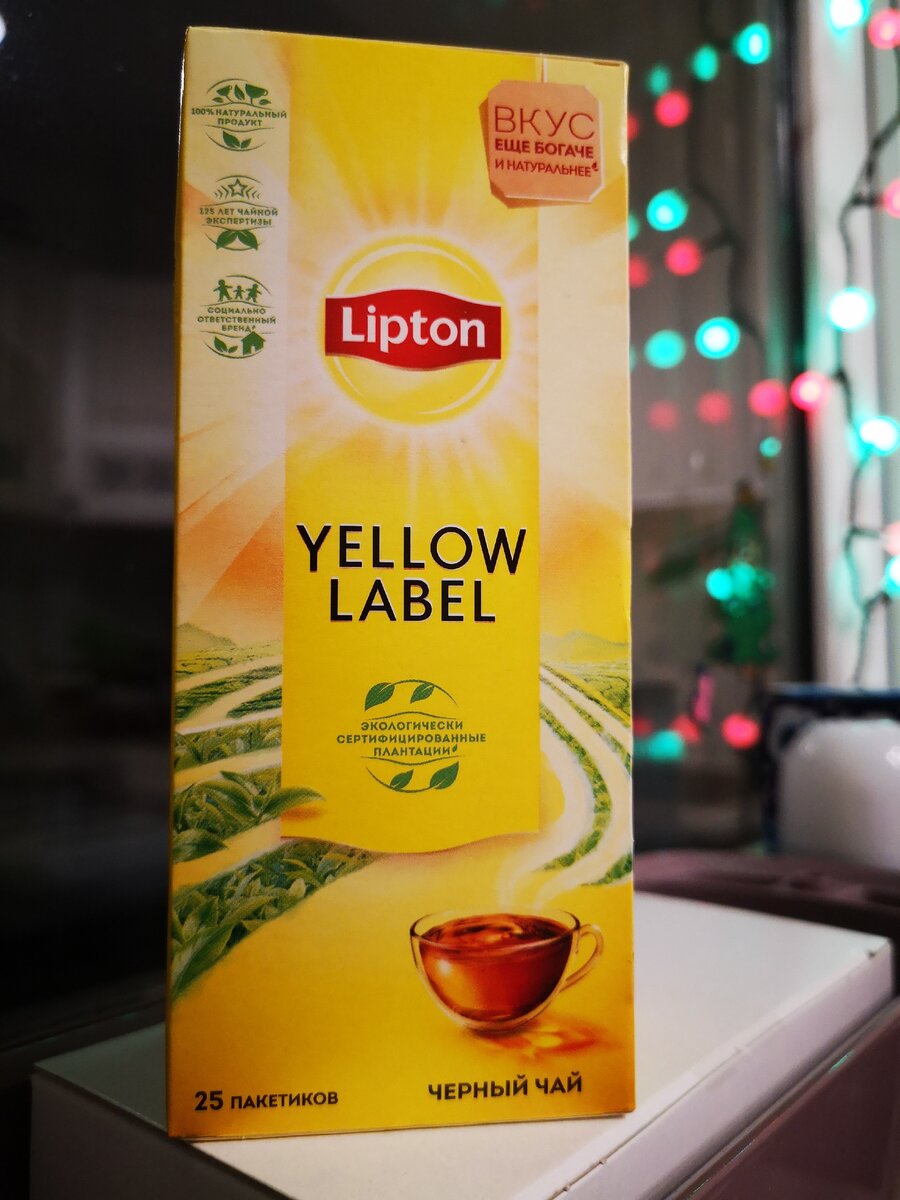 100% НАТУРАЛЬНЫЙ
ПРОДУКТ
125 ЛЕТ ЧАЙНОЙ
ЭКСПЕРТИЗЫ
СОЦИАЛЬНО
ОТВЕТСТВЕННЫЙ
БРЕНД
ВКУС
ЕЩЕ БОГАЧЕ
И НАТУРАЛЬНЕЕ
Lipton
YELLOW
LABEL
ЭКОЛОГИЧЕСКИ
СЕРТИФИЦИРОВАННЫЕ
ПЛАНТАЦИИ
25 ПАКЕТИКОВ
ЧЕРНЫЙ ЧАЙ